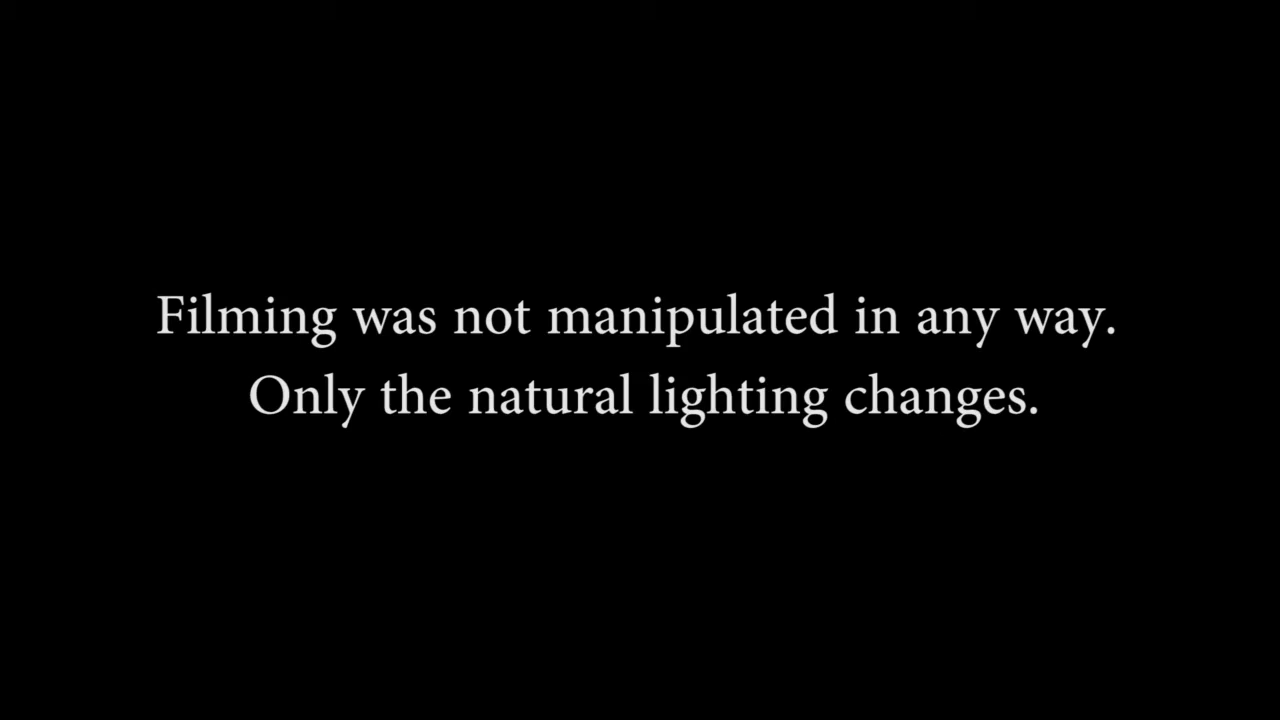 Filming was not manipulated in any way.
Only the natural lighting changes.